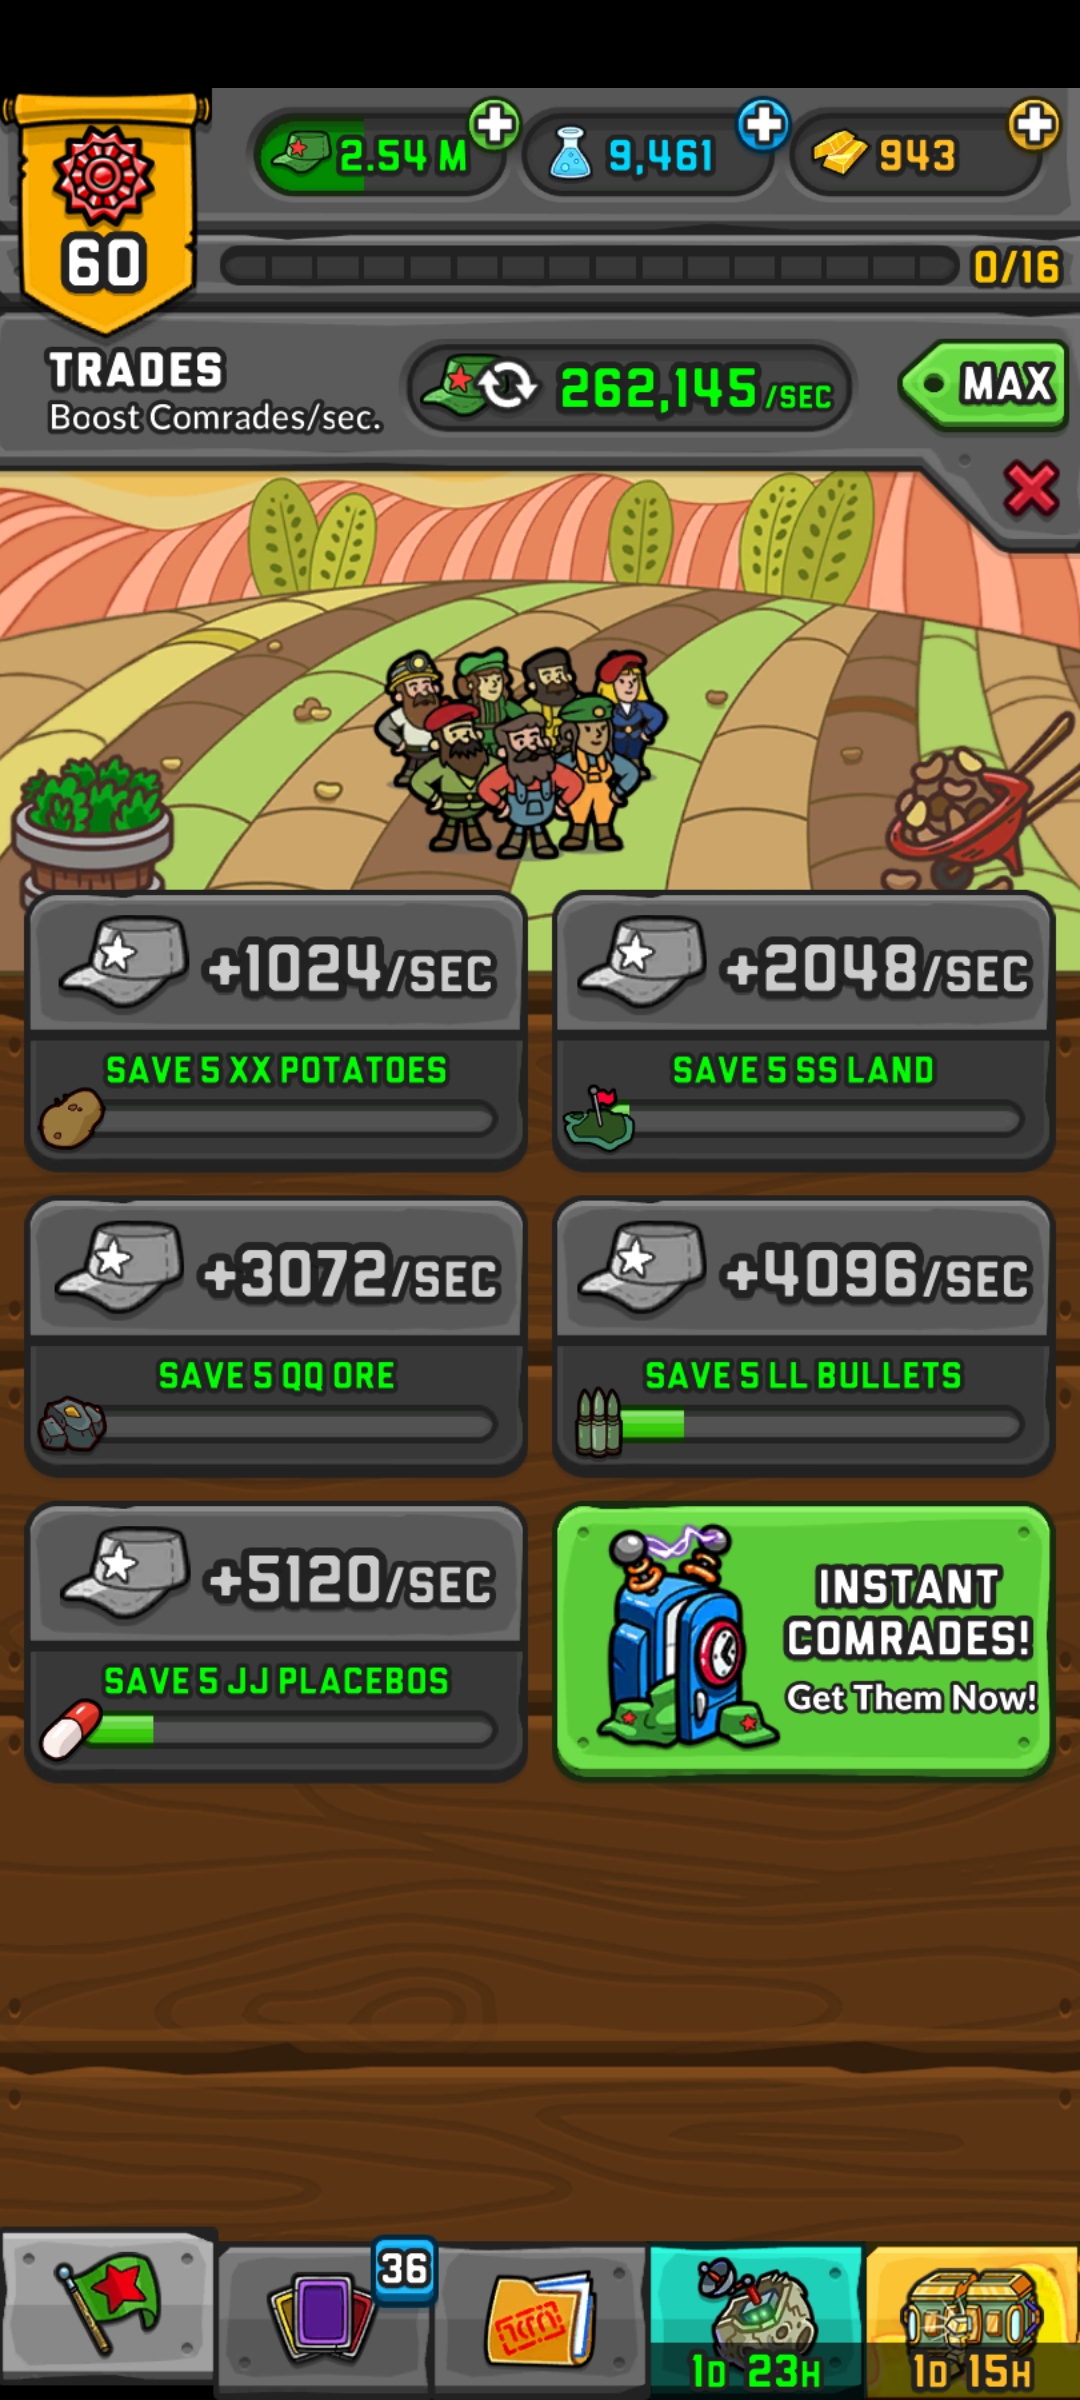 2.54 M
9,461
943
60
0/16
TRADES
Boost Comrades/sec.
262,145/SEC
MAX
+1024/SEC
+2048/SEC
SAVE 5 XX POTATOES
SAVE 5 SS LAND
+3072/SEC
+4096/SEC
SAVE 5 QQ ORE
SAVE 5 LL BULLETS
+5120/SEC
INSTANT
COMRADES!
Get Them Now!
SAVE 5 JJ PLACEBOS
36
1D 23H
1D 15H